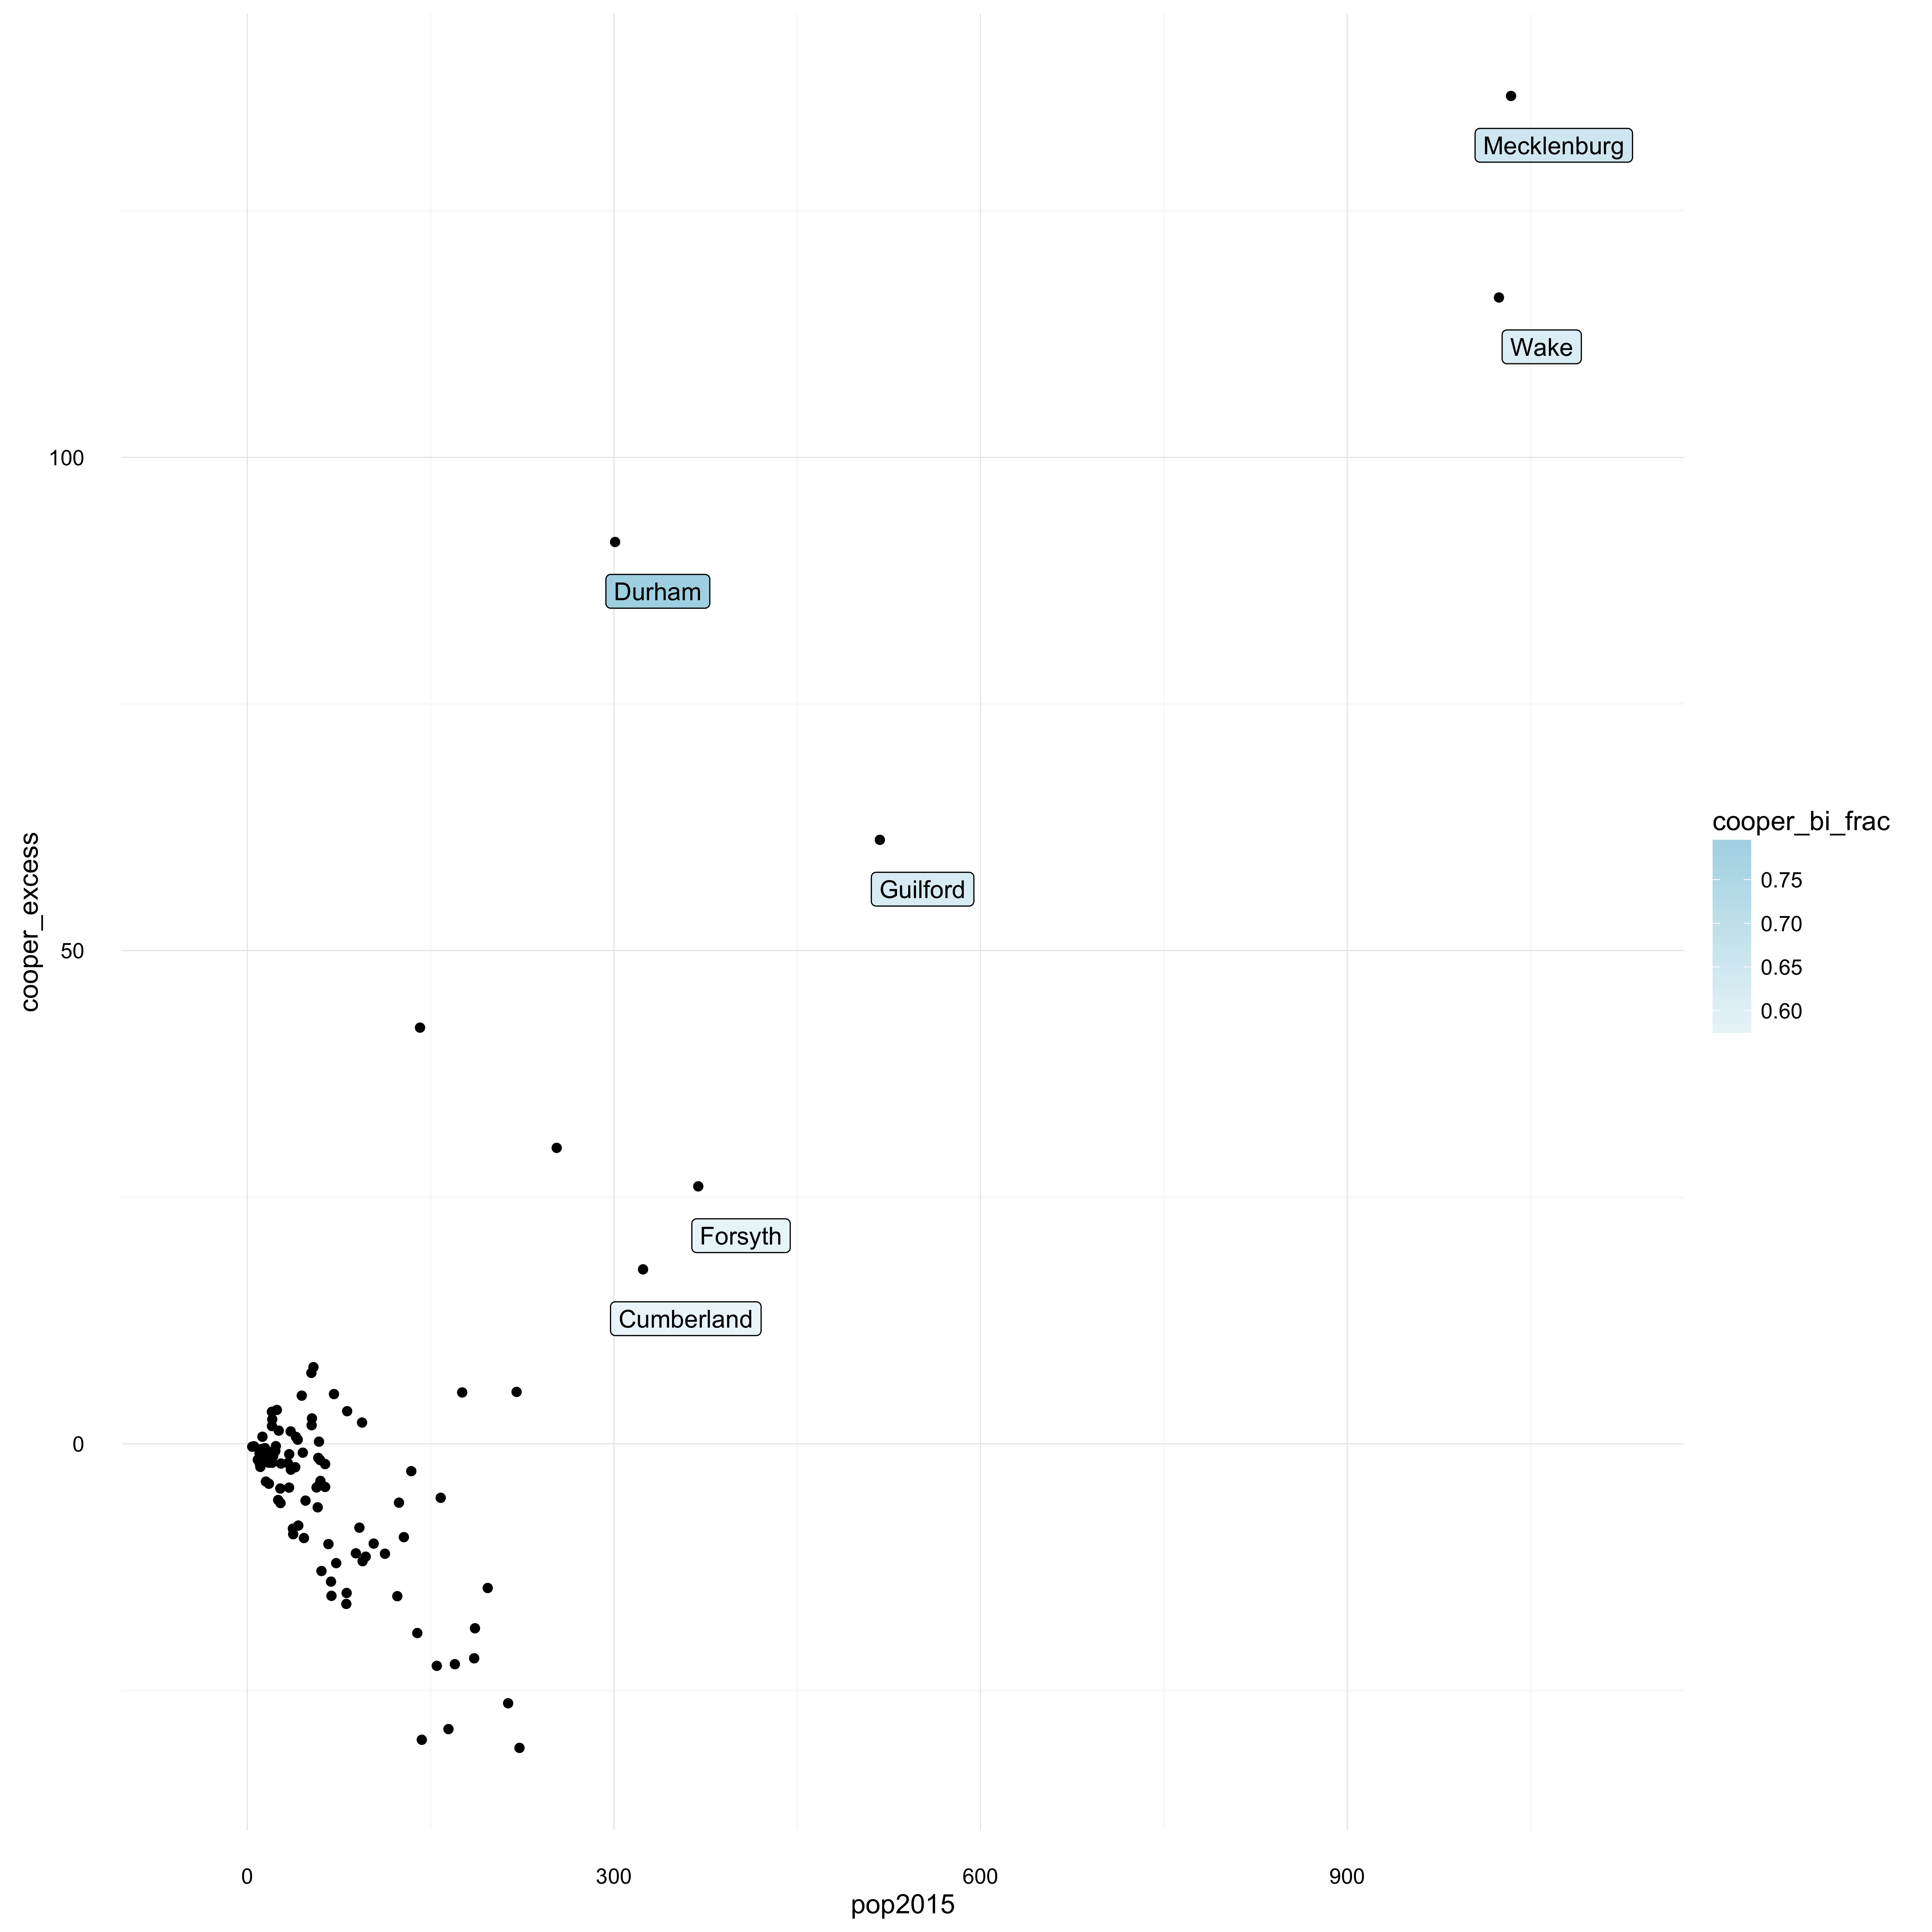 Mecklenburg
Wake
100
Durham
cooper_excess
cooper_bi_frac
0.75
Guilford
0.70
50
0.65
0.60
Forsyth
Cumberland
0
0
300
600
900
pop2015